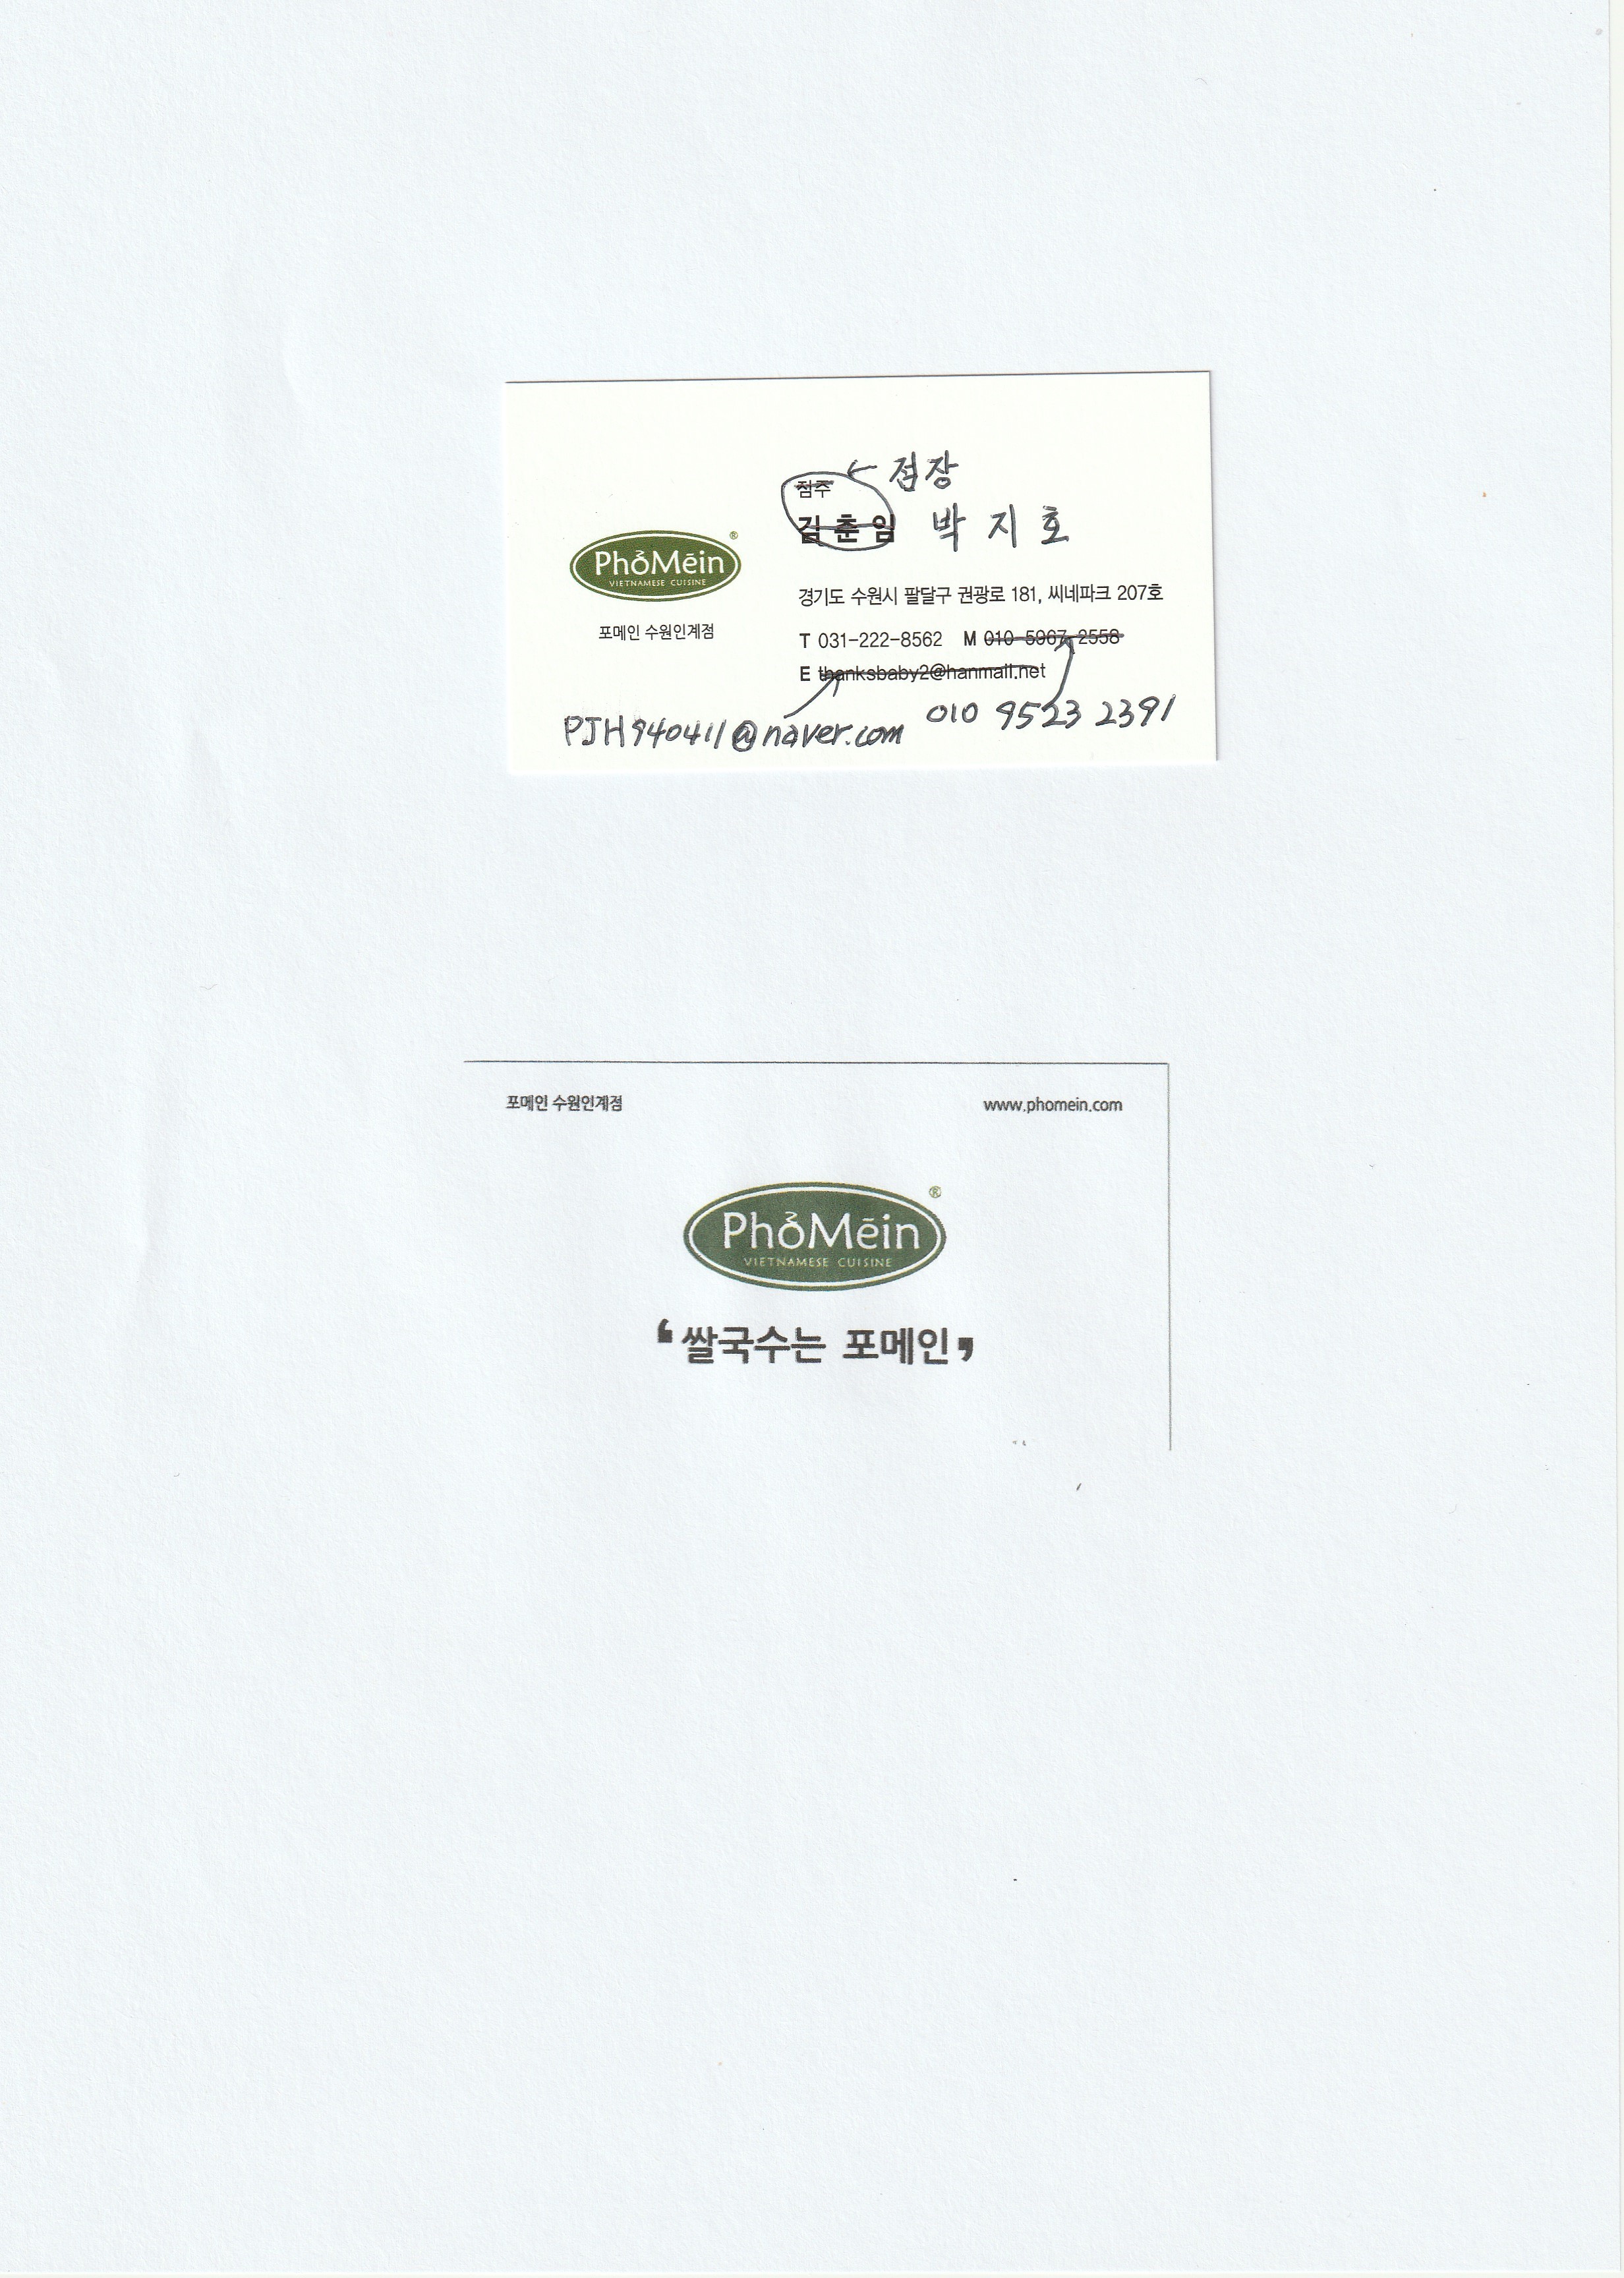 점주 ← 점장
김춘임 박지호
PhởMēin®
VIETNAMESE CUISINE
포메인 수원인계점
경기도 수원시 팔달구 권광로 181, 씨네파크 207호
T 031-222-8562 M 010-5967-2558
E thanksbaby2@hanmail.net
010 9523 2391
PJH940411@naver.com
포메인 수원인계점
www.phomein.com
PhởMēin®
VIETNAMESE CUISINE
‘쌀국수는 포메인’